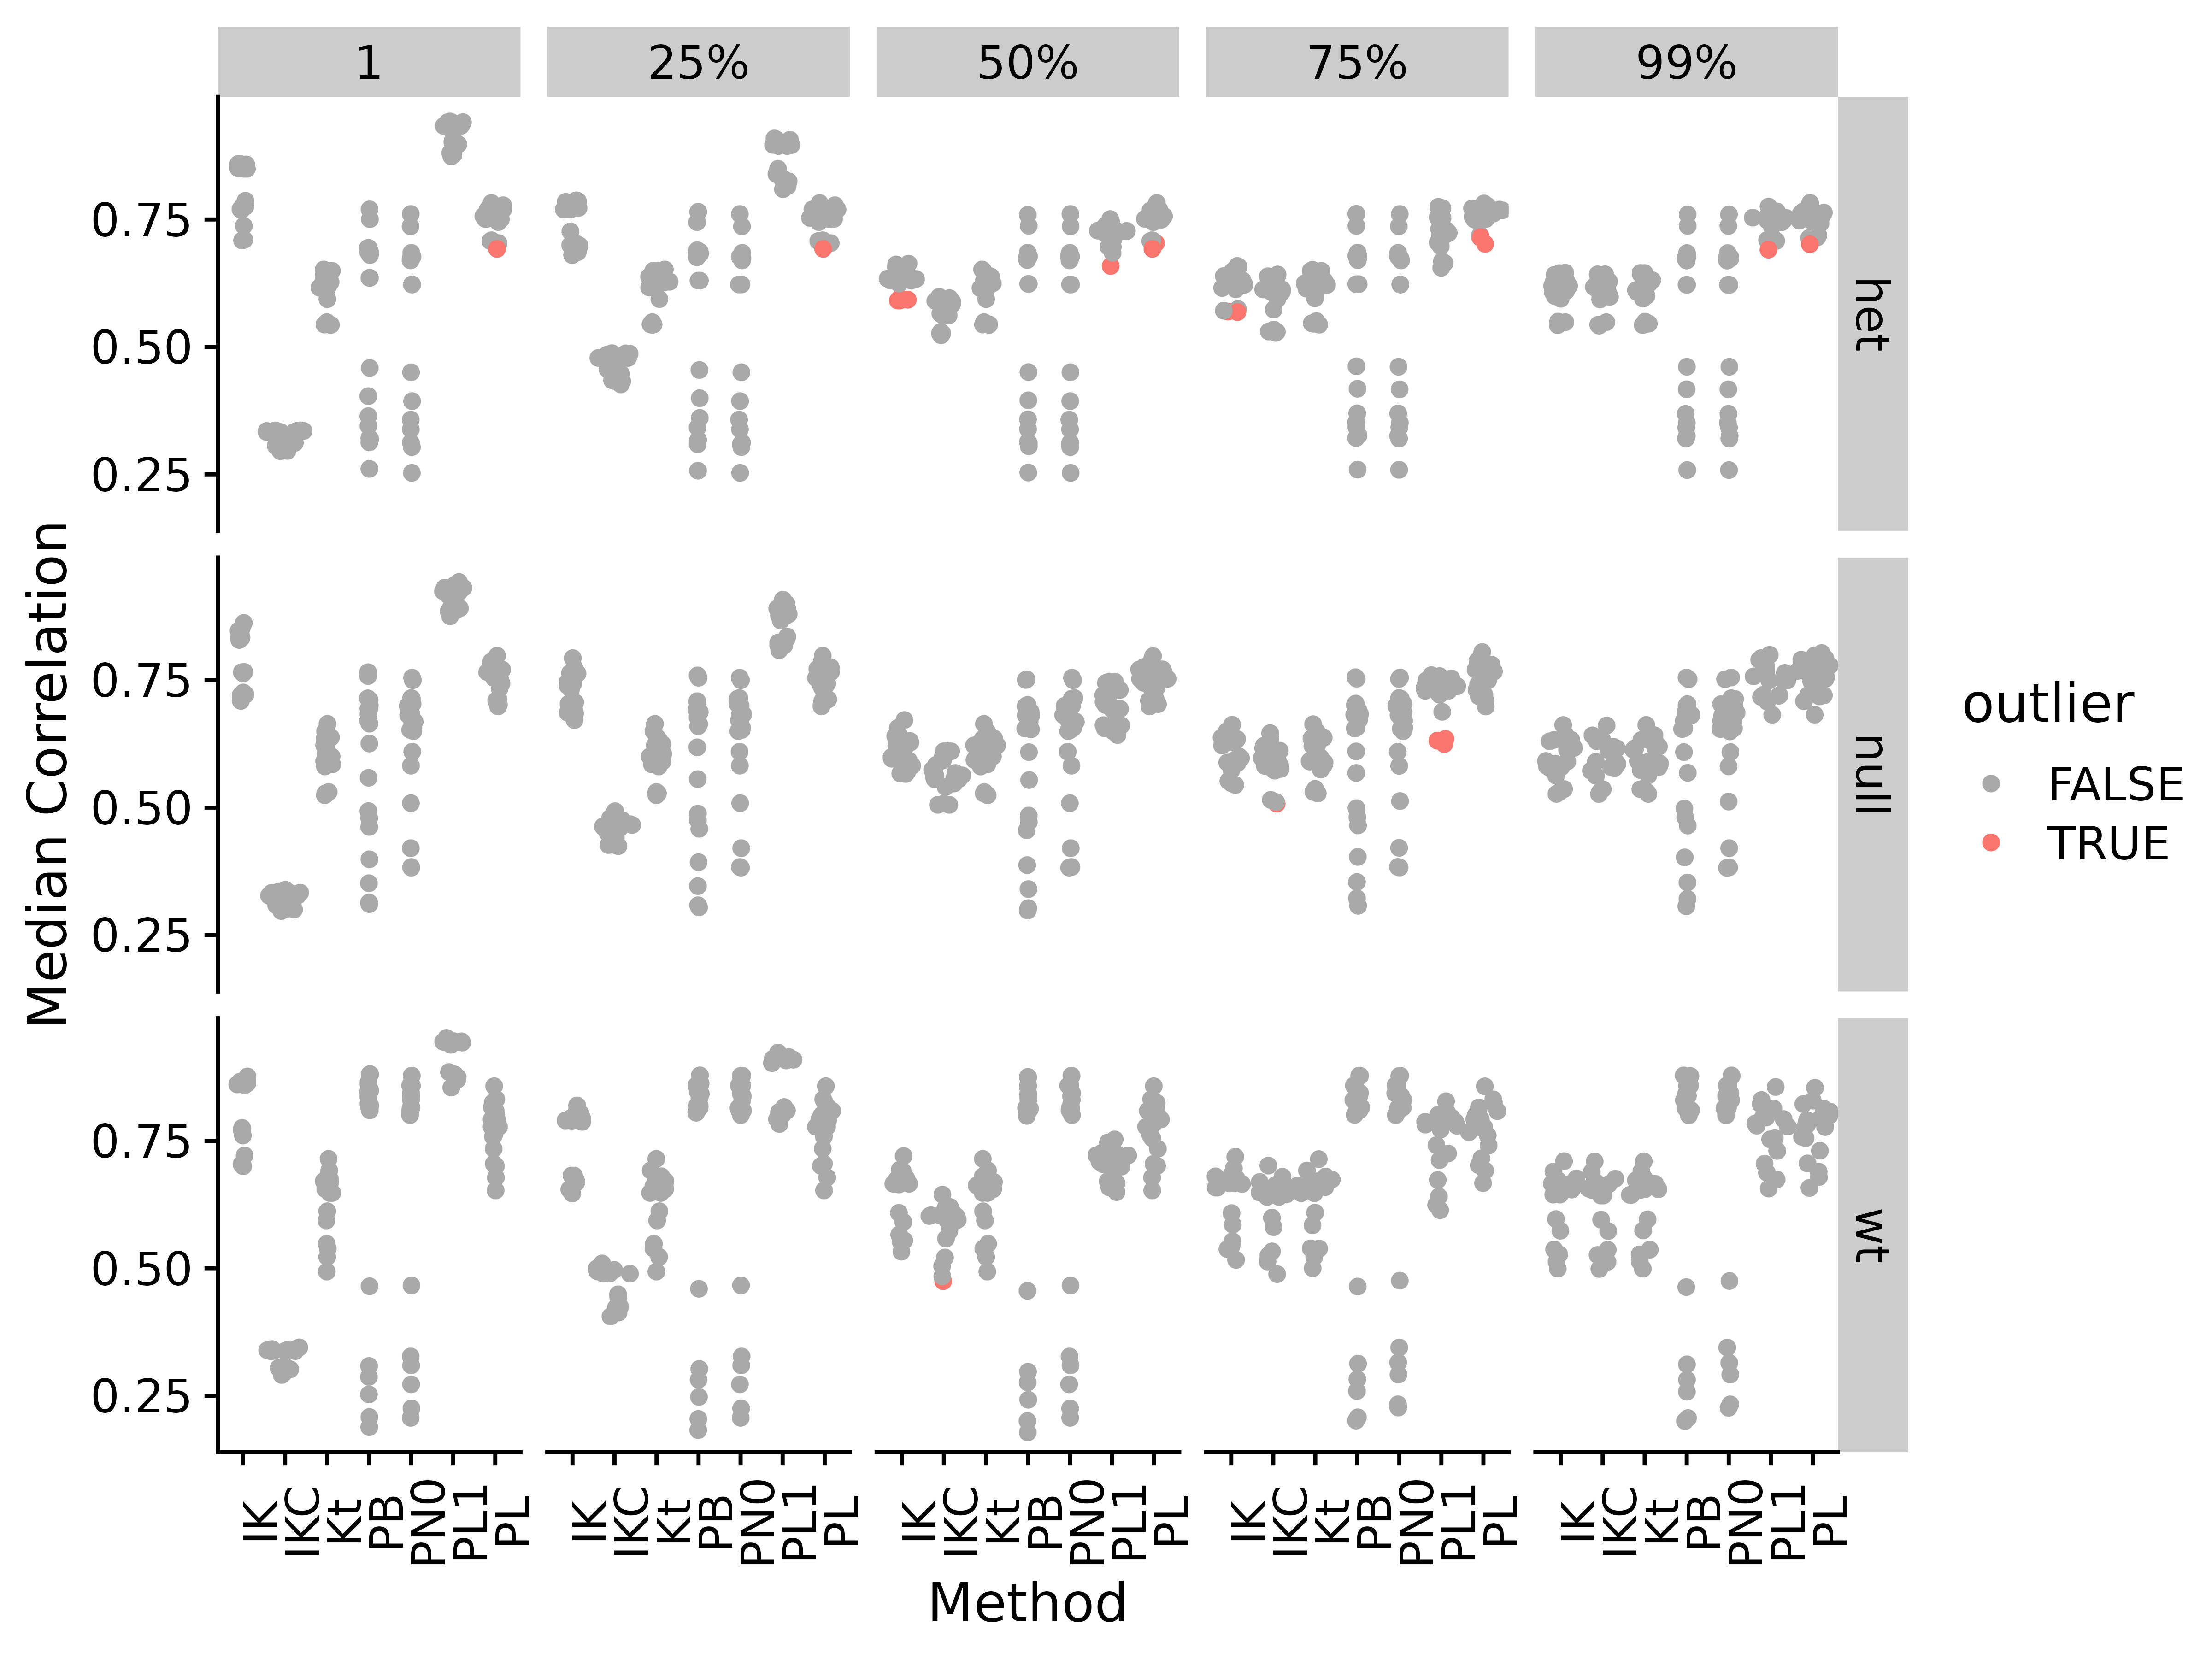 1 25% 50% 75% 99%
Median Correlation
0.75
0.50
0.25
het
0.75
0.50
0.25
null
0.75
0.50
0.25
wt
IK IKC Kt PB PN0 PL1 PL IK IKC Kt PB PN0 PL1 PL IK IKC Kt PB PN0 PL1 PL IK IKC Kt PB PN0 PL1 PL IK IKC Kt PB PN0 PL1 PL
Method
outlier
FALSE
TRUE